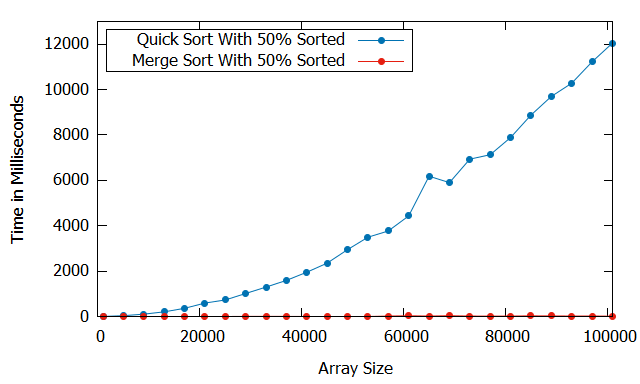 12000
10000
8000
6000
4000
2000
0
Time in Milliseconds
Quick Sort With 50% Sorted
Merge Sort With 50% Sorted
0 20000 40000 60000 80000 100000
Array Size